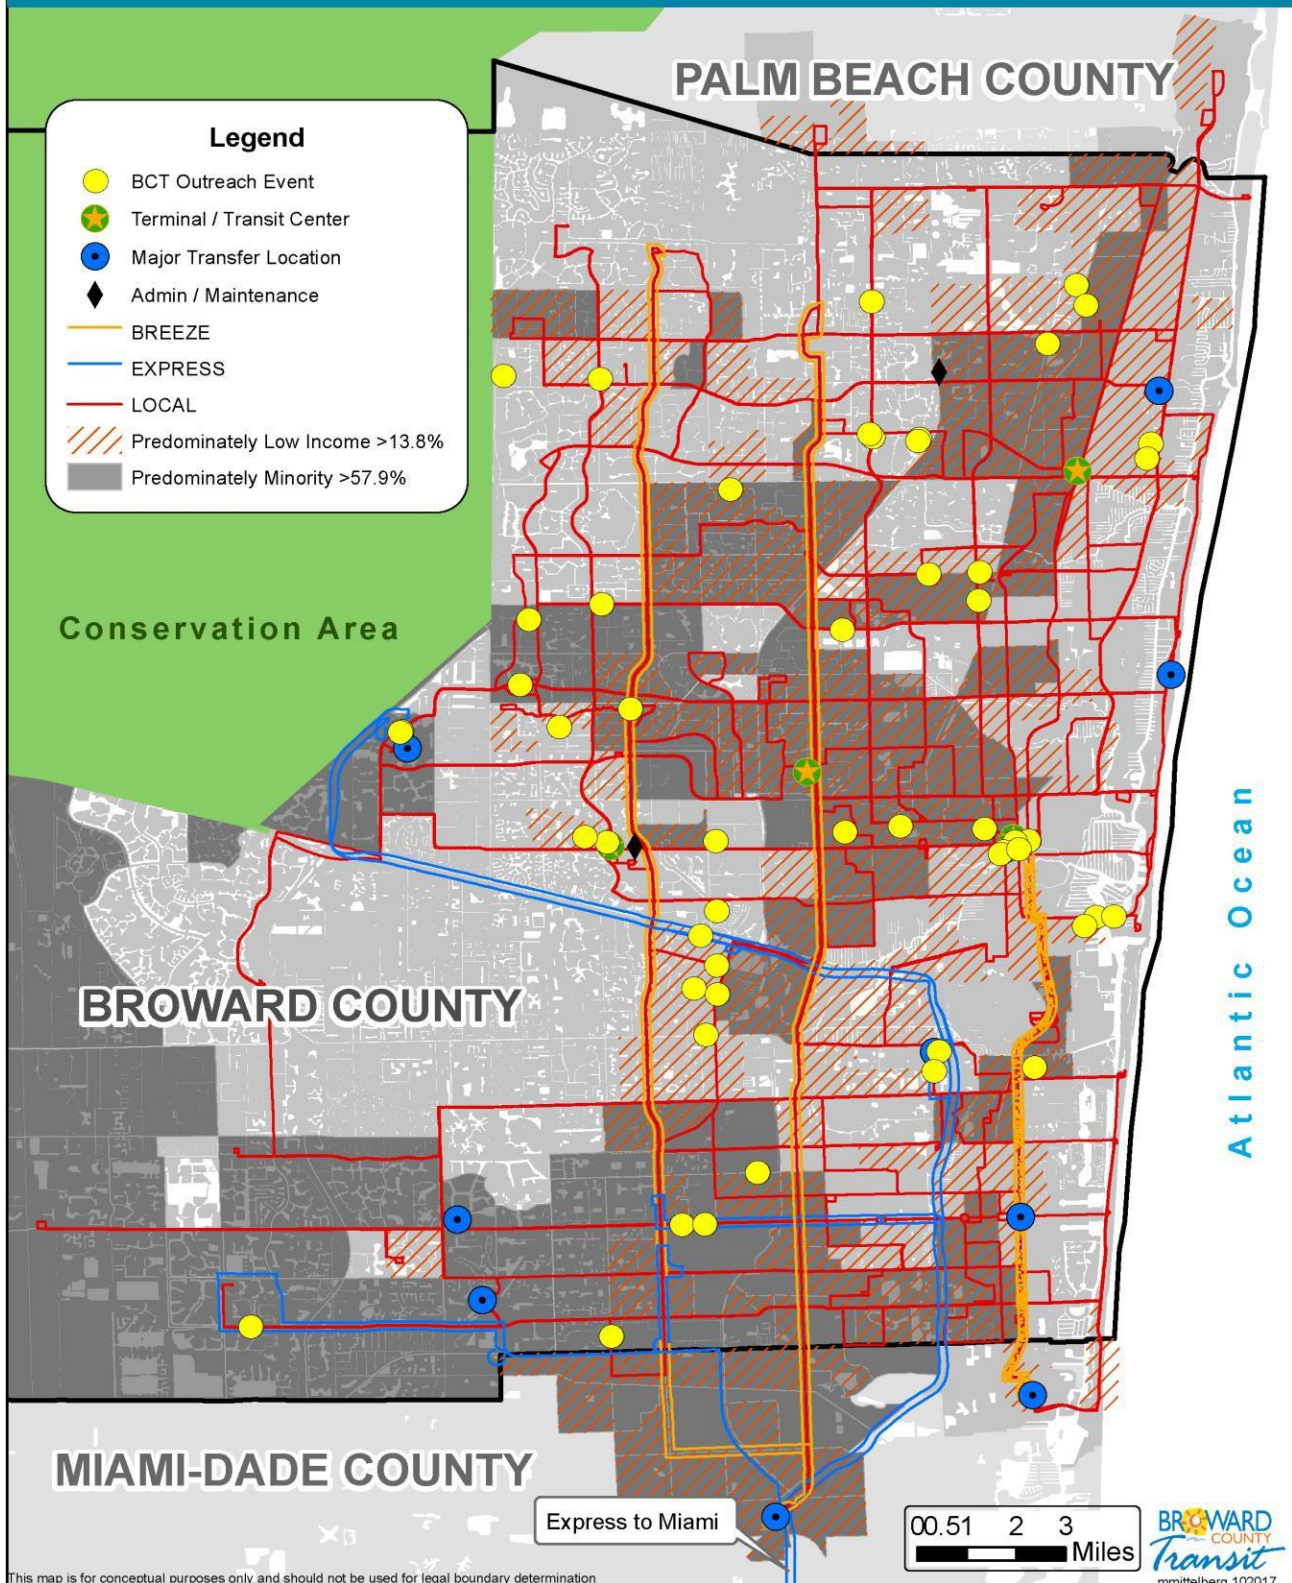 PALM BEACH COUNTY
Legend
BCT Outreach Event
Terminal / Transit Center
Major Transfer Location
Admin / Maintenance
BREEZE
EXPRESS
LOCAL
Predominately Low Income >13.8%
Predominately Minority >57.9%
Conservation Area
Atlantic Ocean
BROWARD COUNTY
MIAMI-DADE COUNTY
Express to Miami
00.51 2 3
Miles
BROWARD
COUNTY
Transit
This map is for conceptual purposes only and should not be used for legal boundary determination
mmittelberg 102017